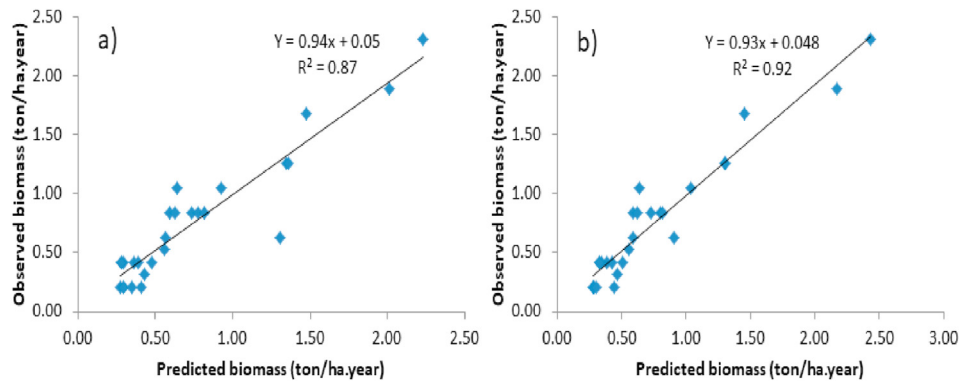 a)
Y = 0.94x + 0.05
R² = 0.87
Observed biomass (ton/ha.year)
2.50
2.00
1.50
1.00
0.50
0.00
0.00 0.50 1.00 1.50 2.00 2.50
Predicted biomass (ton/ha.year)
b)
Y = 0.93x + 0.048
R² = 0.92
Observed biomass (ton/ha.year)
2.50
2.00
1.50
1.00
0.50
0.00
0.00 0.50 1.00 1.50 2.00 2.50 3.00
Predicted biomass (ton/ha.year)